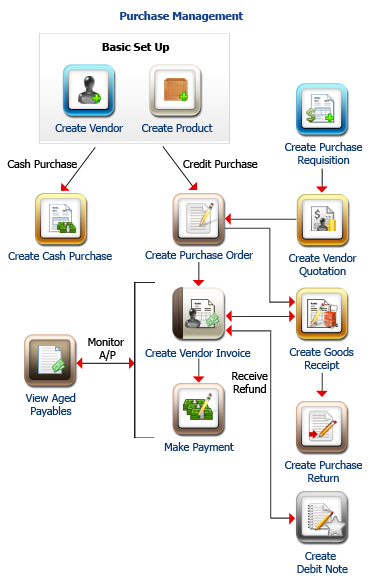 Purchase Management
Basic Set Up
Create Vendor
Create Product
Cash Purchase
Credit Purchase
Create Purchase
Requisition
Create Cash Purchase
Create Purchase Order
Create Vendor
Quotation
Monitor
A/P
Create Vendor Invoice
Create Goods
Receipt
View Aged
Payables
Receive
Refund
Make Payment
Create Purchase
Return
Create
Debit Note